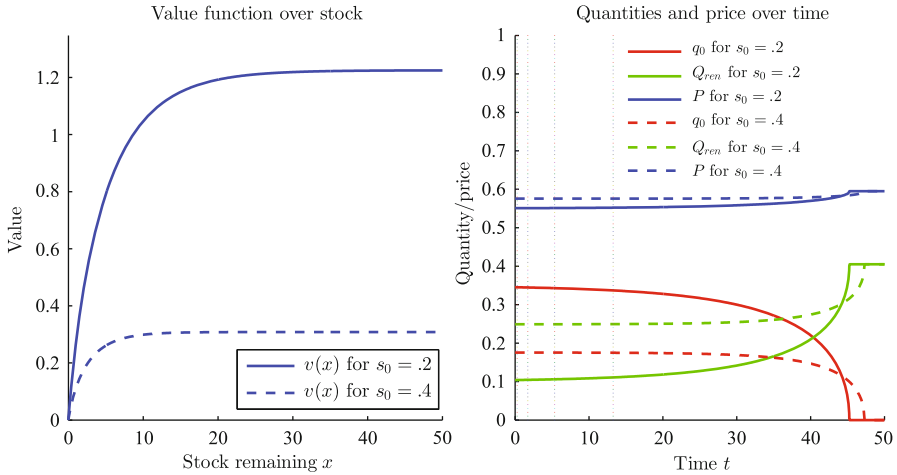 Value function over stock
Value
1.2
1
0.8
0.6
0.4
0.2
0
0 10 20 30 40 50
Stock remaining x
v(x) for s₀ = .2
v(x) for s₀ = .4
Quantities and price over time
Quantity/price
1
0.9
0.8
0.7
0.6
0.5
0.4
0.3
0.2
0.1
0
0 10 20 30 40 50
Time t
q₀ for s₀ = .2
Qren for s₀ = .2
P for s₀ = .2
q₀ for s₀ = .4
Qren for s₀ = .4
P for s₀ = .4